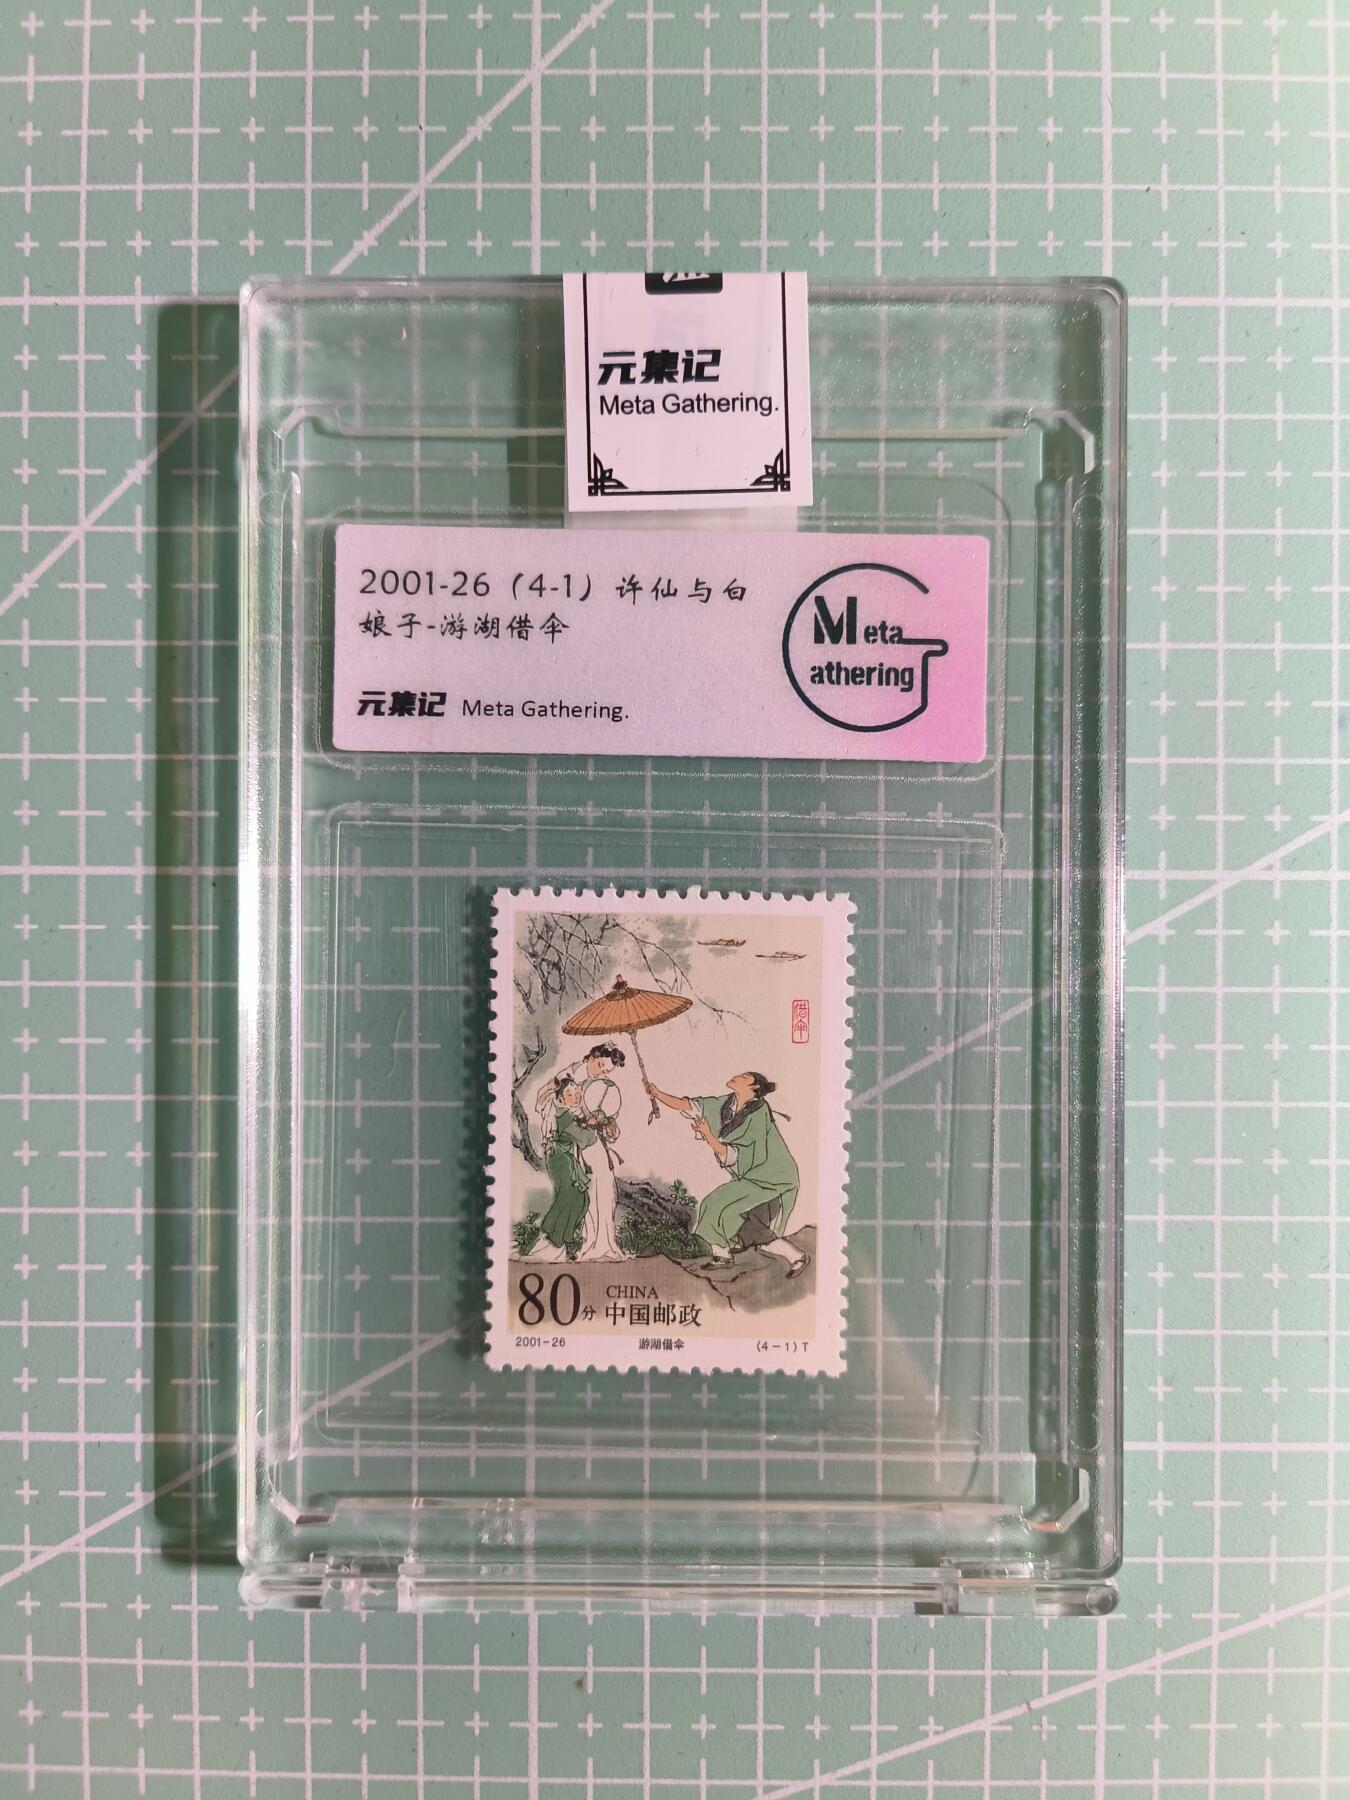 元集记
Meta Gathering.
2001-26（4-1）许仙与白
娘子-游湖借伞
元集记 Meta Gathering.
Meta
Gathering
借伞
80分 CHINA
中国邮政
2001-26 游湖借伞 (4-1)T